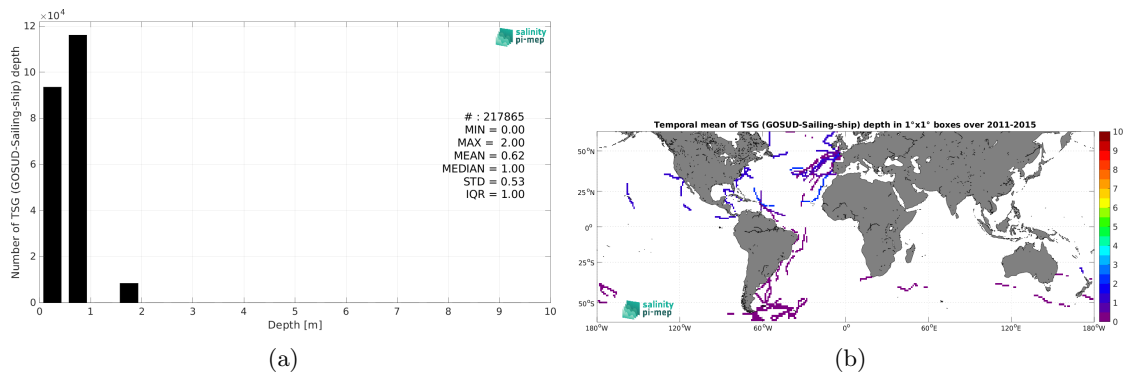 ×10⁴
12
10
8
6
4
2
0
Number of TSG (GOSUD-Sailing-ship) depth
0 1 2 3 4 5 6 7 8 9 10
Depth [m]
salinity
pi-mep
# : 217865
MIN = 0.00
MAX = 2.00
MEAN = 0.62
MEDIAN = 1.00
STD = 0.53
IQR = 1.00
(a)
Temporal mean of TSG (GOSUD-Sailing-ship) depth in 1°x1° boxes over 2011-2015
50°N
25°N
0°
25°S
50°S
180°W 120°W 60°W 0° 60°E 120°E 180°W
salinity
pi-mep
10
9
8
7
6
5
4
3
2
1
0
(b)